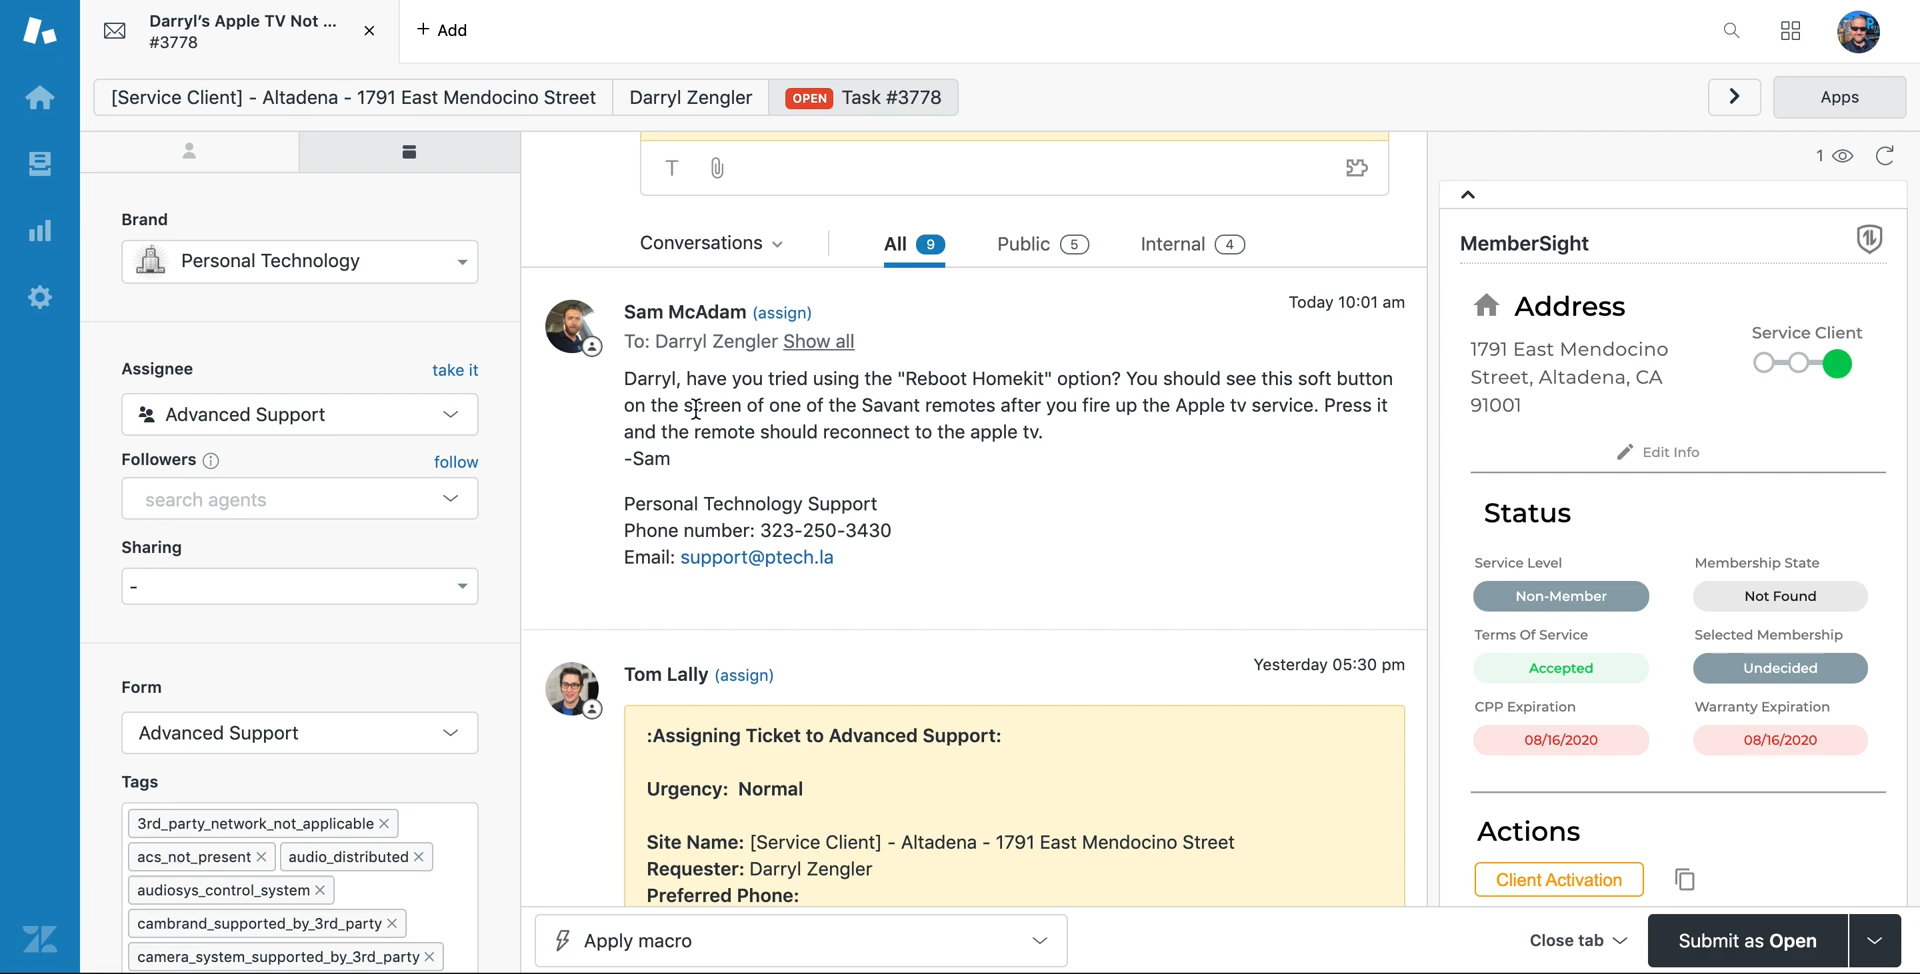 Darryl's Apple TV Not ...
#3778
+ Add
[Service Client] - Altadena - 1791 East Mendocino Street
Darryl Zengler
OPEN Task #3778
Apps
1
Brand
Personal Technology
Assignee
take it
Advanced Support
Followers
follow
search agents
Sharing
-
Form
Advanced Support
Tags
3rd_party_network_not_applicable
acs_not_present
audio_distributed
audiosys_control_system
cambrand_supported_by_3rd_party
camera_system_supported_by_3rd_party
T
Conversations
All 9
Public 5
Internal 4
Sam McAdam (assign)
Today 10:01 am
To: Darryl Zengler Show all
Darryl, have you tried using the "Reboot Homekit" option? You should see this soft button
on the screen of one of the Savant remotes after you fire up the Apple tv service. Press it
and the remote should reconnect to the apple tv.
-Sam
Personal Technology Support
Phone number: 323-250-3430
Email: support@ptech.la
Tom Lally (assign)
Yesterday 05:30 pm
:Assigning Ticket to Advanced Support:
Urgency: Normal
Site Name: [Service Client] - Altadena - 1791 East Mendocino Street
Requester: Darryl Zengler
Preferred Phone:
Apply macro
Close tab
Submit as Open
MemberSight
Address
1791 East Mendocino
Street, Altadena, CA
91001
Service Client
Edit Info
Status
Service Level
Membership State
Non-Member
Not Found
Terms Of Service
Selected Membership
Accepted
Undecided
CPP Expiration
Warranty Expiration
08/16/2020
08/16/2020
Actions
Client Activation